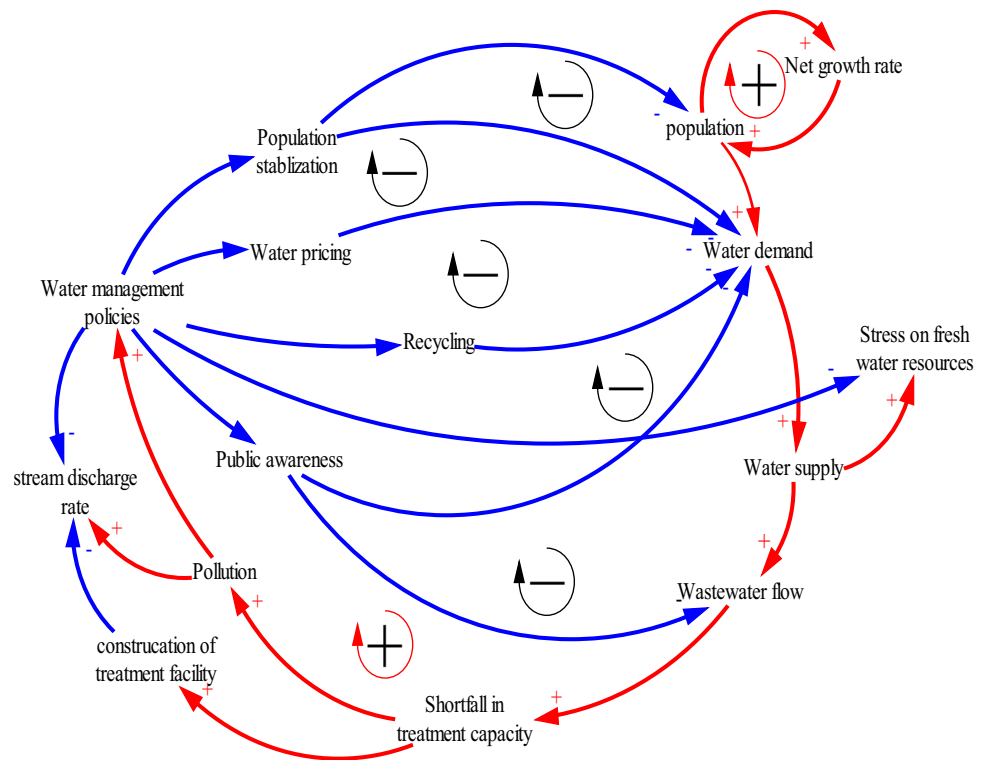 Net growth rate
population
Population
stablization
Water pricing
Water demand
Water management
policies
Recycling
Stress on fresh
water resources
Public awareness
Water supply
stream discharge
rate
Pollution
Wastewater flow
construcation of
treatment facility
Shortfall in
treatment capacity